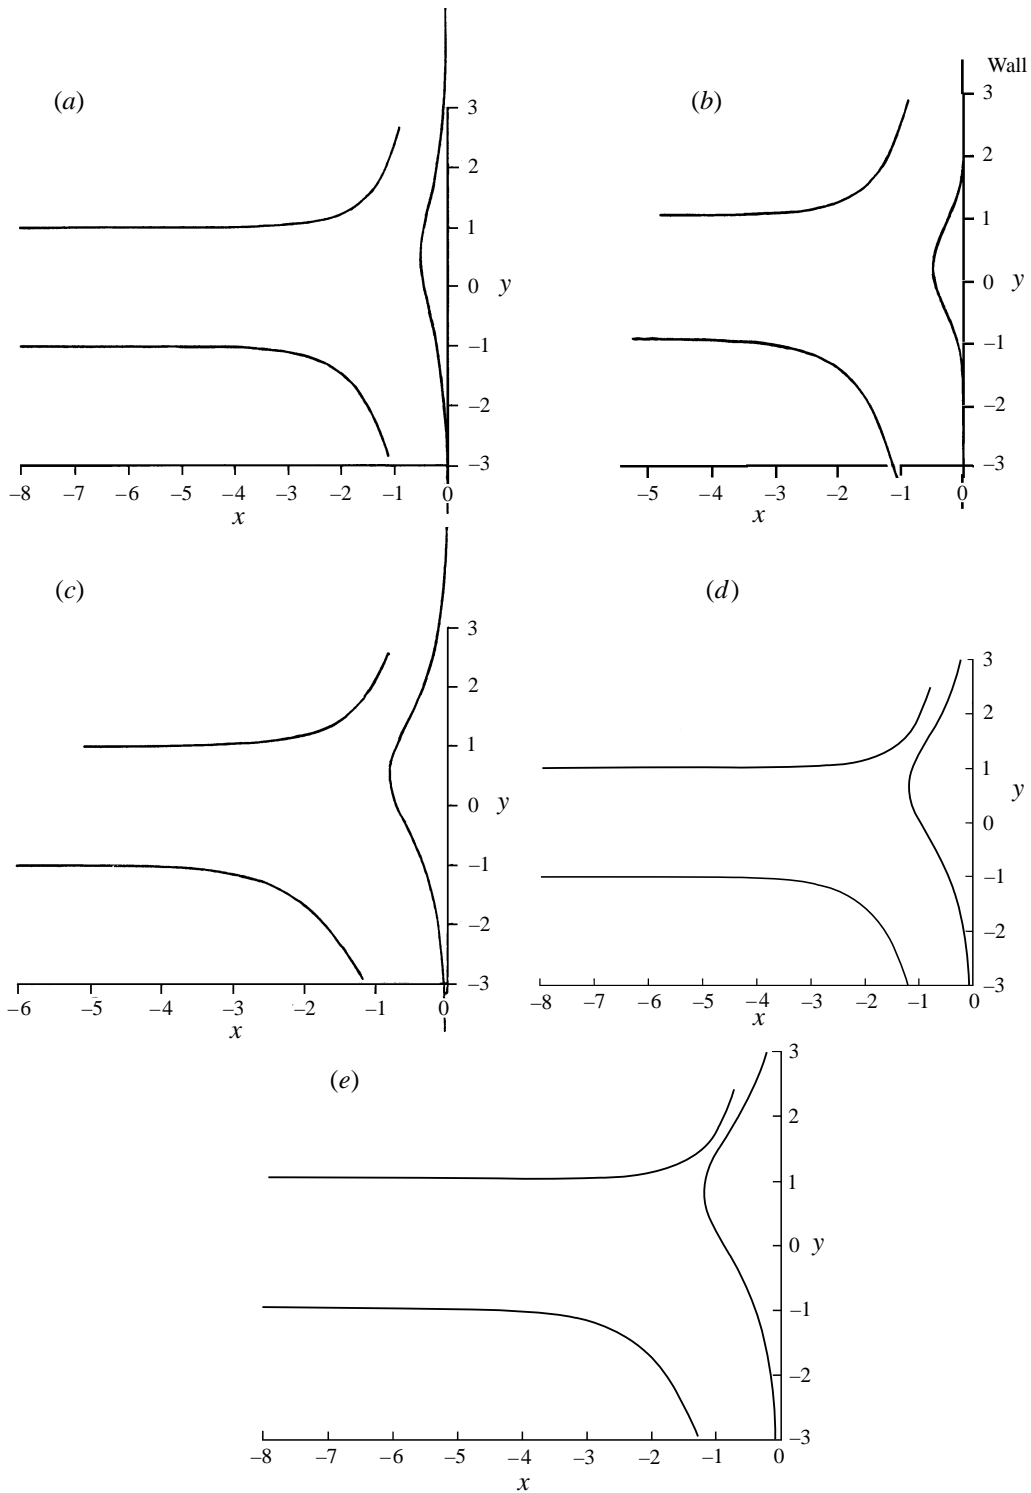 (a)
3
2
1
0 y
–1
–2
–3
–8 –7 –6 –5 –4 –3 –2 –1 0
x
(b)
Wall
3
2
1
0 y
–1
–2
–3
–5 –4 –3 –2 –1 0
x
(c)
3
2
1
0 y
–1
–2
–3
–6 –5 –4 –3 –2 –1 0
x
(d)
3
2
1
y
0
–1
–2
–3
–8 –7 –6 –5 –4 –3 –2 –1 0
x
(e)
3
2
1
0 y
–1
–2
–3
–8 –7 –6 –5 –4 –3 –2 –1 0
x